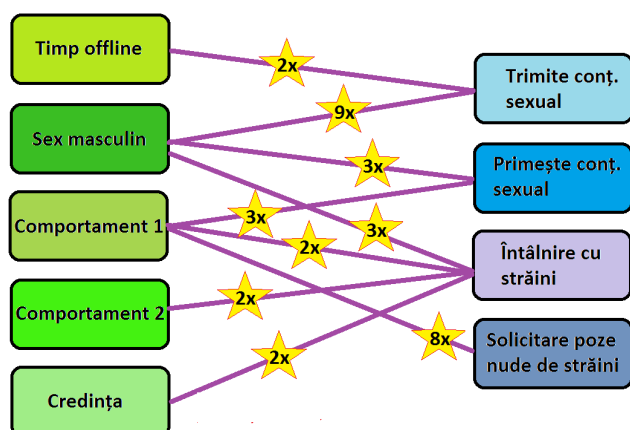 Timp offline
Sex masculin
Comportament 1
Comportament 2
Credința
2x
9x
3x
3x
3x
2x
2x
8x
2x
Trimite conț.
sexual
Primește conț.
sexual
Întâlnire cu
străini
Solicitare poze
nude de străini